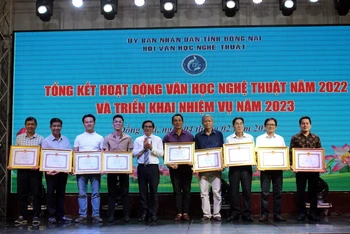 ỦY BAN NHÂN DÂN TỈNH ĐỒNG NAI
HỘI VĂN HỌC NGHỆ THUẬT
TỔNG KẾT HOẠT ĐỘNG VĂN HỌC NGHỆ THUẬT NĂM 2022
VÀ TRIỂN KHAI NHIỆM VỤ NĂM 2023